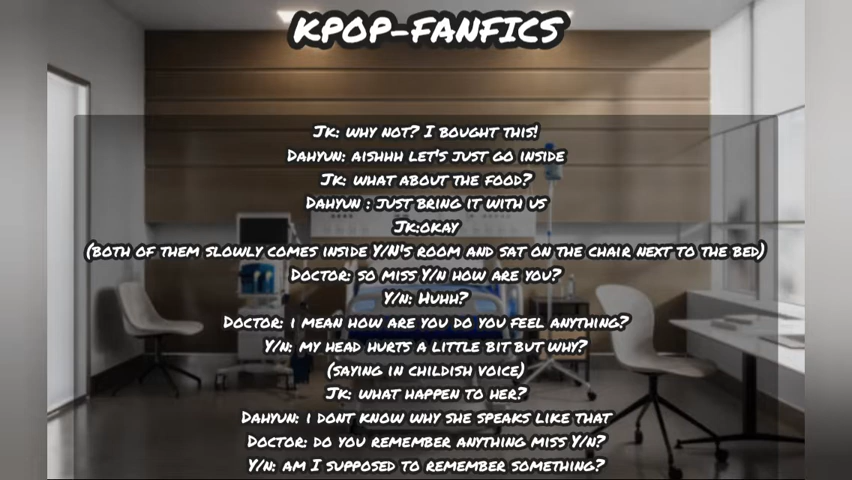 KPOP-FANFICS
JK: WHY NOT? I BOUGHT THIS!
DAHYUN: AISHHH LET'S JUST GO INSIDE
JK: WHAT ABOUT THE FOOD?
DAHYUN : JUST BRING IT WITH US
JK:OKAY
(BOTH OF THEM SLOWLY COMES INSIDE Y/N'S ROOM AND SAT ON THE CHAIR NEXT TO THE BED)
DOCTOR: SO MISS Y/N HOW ARE YOU?
Y/N: HUHH?
DOCTOR: I MEAN HOW ARE YOU DO YOU FEEL ANYTHING?
Y/N: MY HEAD HURTS A LITTLE BIT BUT WHY?
(SAYING IN CHILDISH VOICE)
JK: WHAT HAPPEN TO HER?
DAHYUN: I DONT KNOW WHY SHE SPEAKS LIKE THAT
DOCTOR: DO YOU REMEMBER ANYTHING MISS Y/N?
Y/N: AM I SUPPOSED TO REMEMBER SOMETHING?